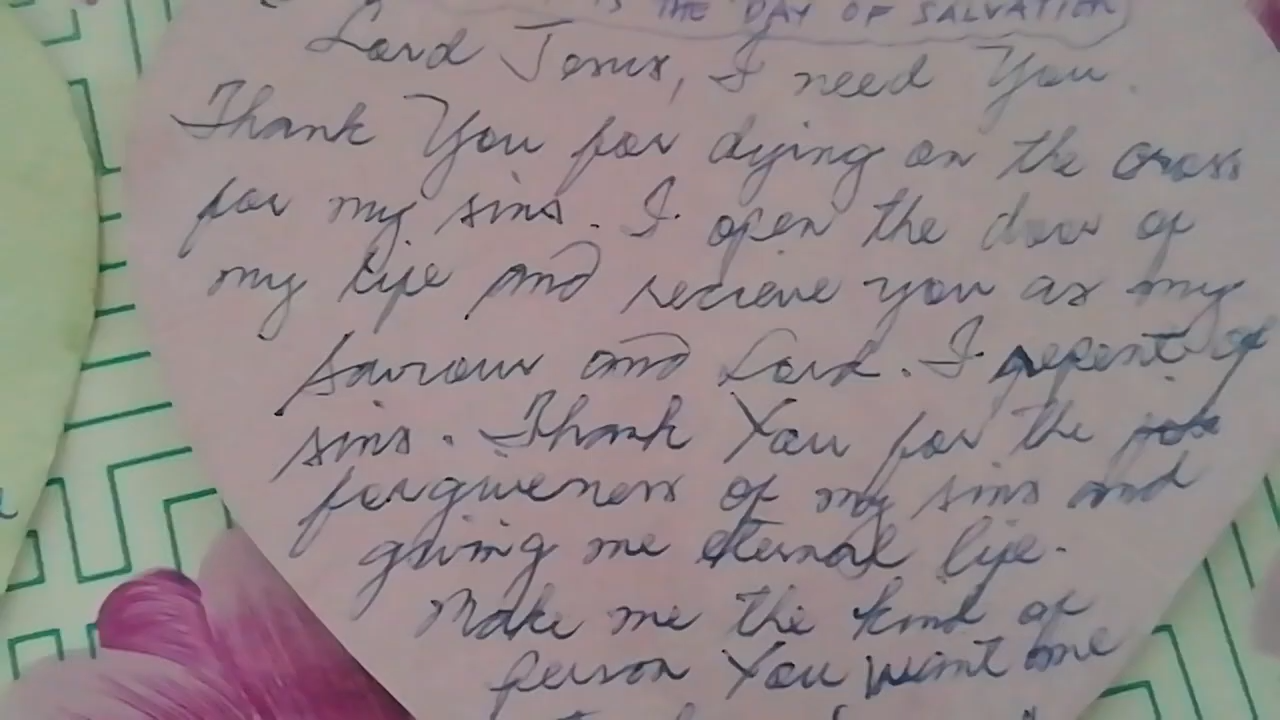 IS THE DAY OF SALVATION
Lord Jesus, I need You.
Thank You for dying on the cross
for my sins. I open the door of
my life and recieve you as my
Saviour and Lord. I repent of
sins. Thank You for the
forgiveness of my sins and
giving me eternal life.
Make me the kind of
person You want me